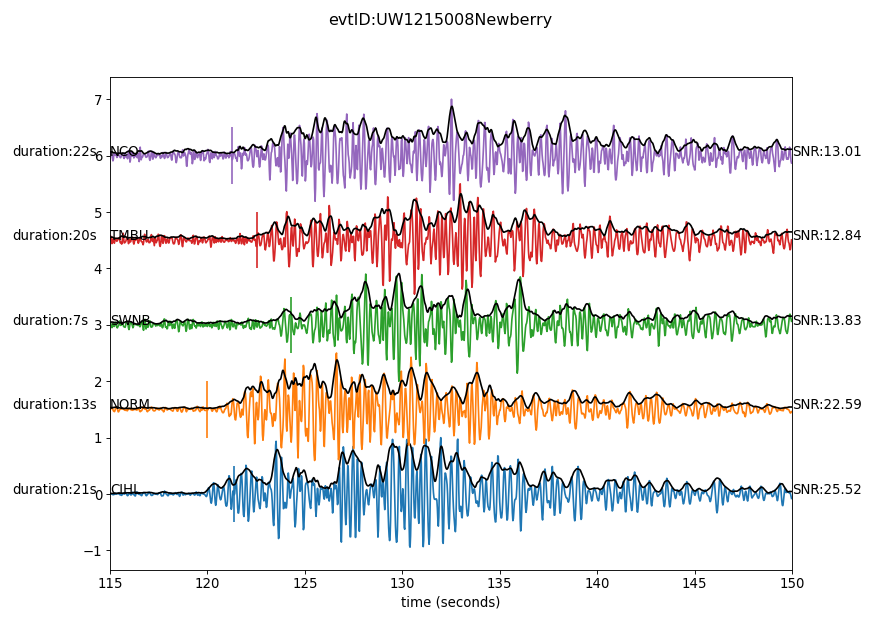 evtID:UW1215008Newberry
7
duration:22s NCO SNR:13.01
6
5
duration:20s TMBU SNR:12.84
4
duration:7s SWNB SNR:13.83
3
2
duration:13s NORM SNR:22.59
1
duration:21s CIHL SNR:25.52
0
−1
115 120 125 130 135 140 145 150
time (seconds)